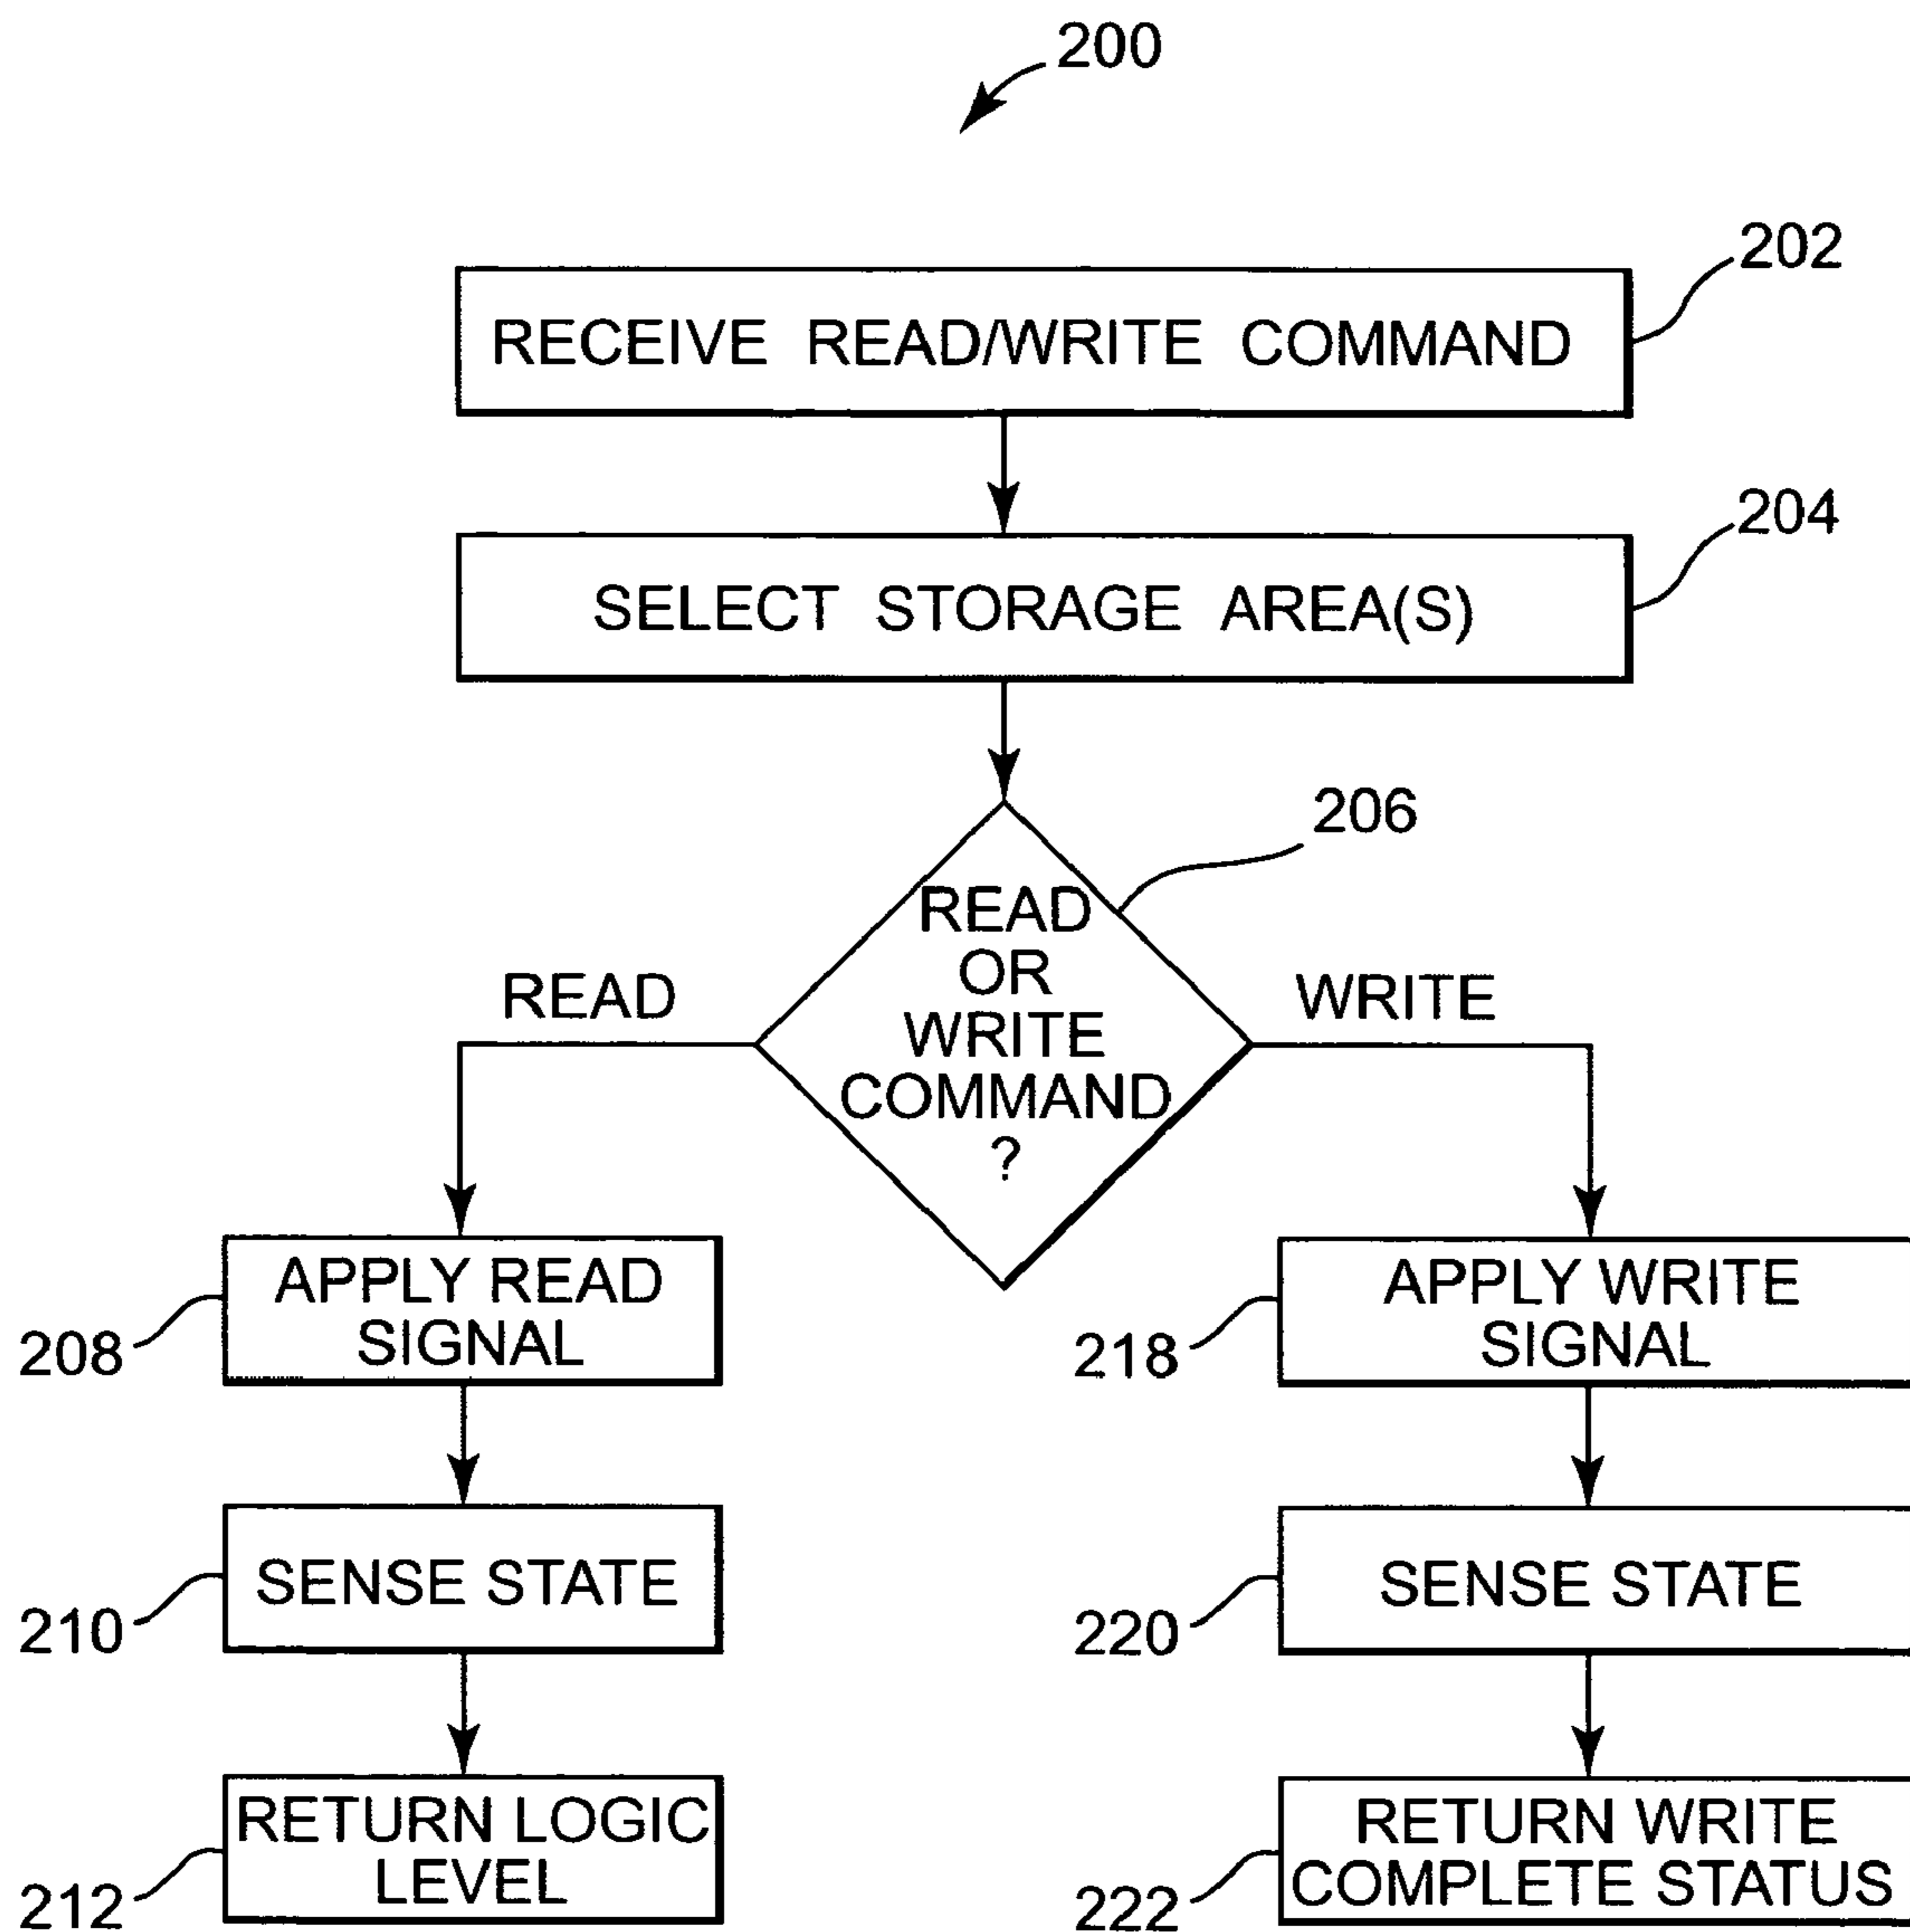 200
202
RECEIVE READ/WRITE COMMAND
204
SELECT STORAGE AREA(S)
206
READ
OR
WRITE
COMMAND
?
READ
WRITE
APPLY READ
SIGNAL
208
APPLY WRITE
SIGNAL
218
SENSE STATE
210
SENSE STATE
220
RETURN LOGIC
LEVEL
212
RETURN WRITE
COMPLETE STATUS
222